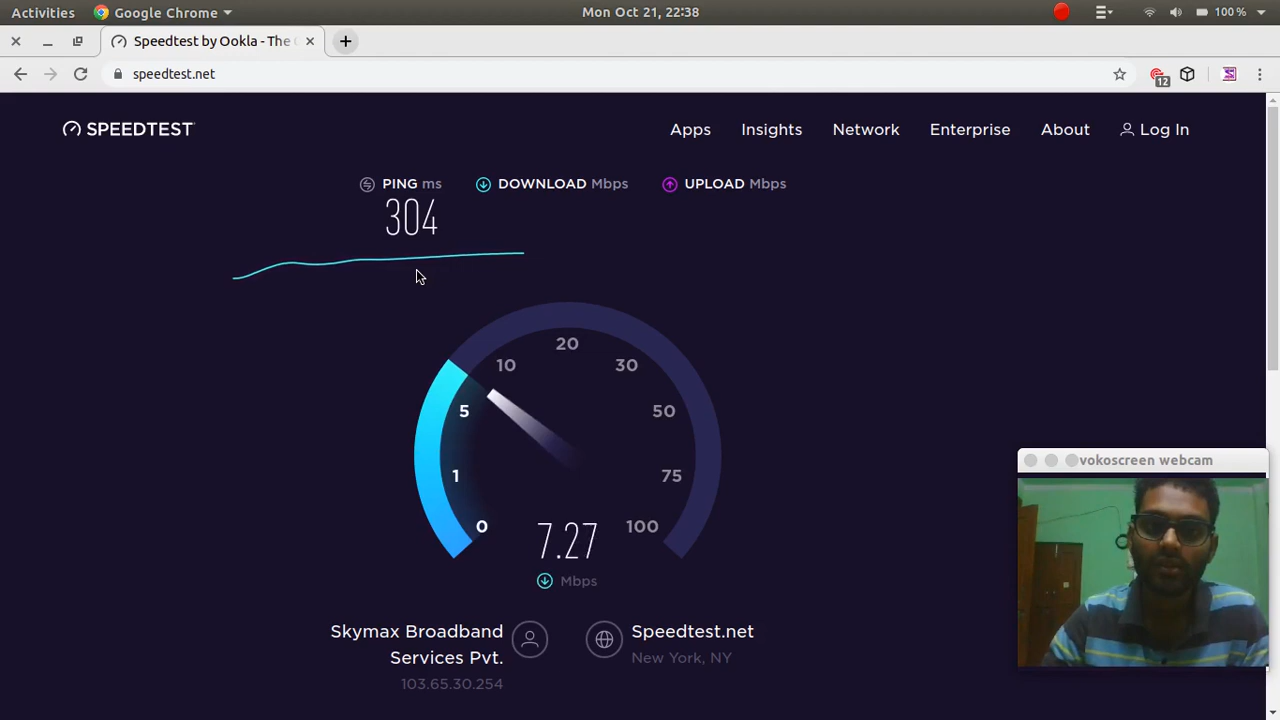 Activities
Google Chrome
Mon Oct 21, 22:38
100 %
Speedtest by Ookla - The
speedtest.net
12
SPEEDTEST
Apps
Insights
Network
Enterprise
About
Log In
PING ms
DOWNLOAD Mbps
UPLOAD Mbps
304
0
1
5
10
20
30
50
75
100
7.27
Mbps
Skymax Broadband
Services Pvt.
103.65.30.254
Speedtest.net
New York, NY
vokoscreen webcam